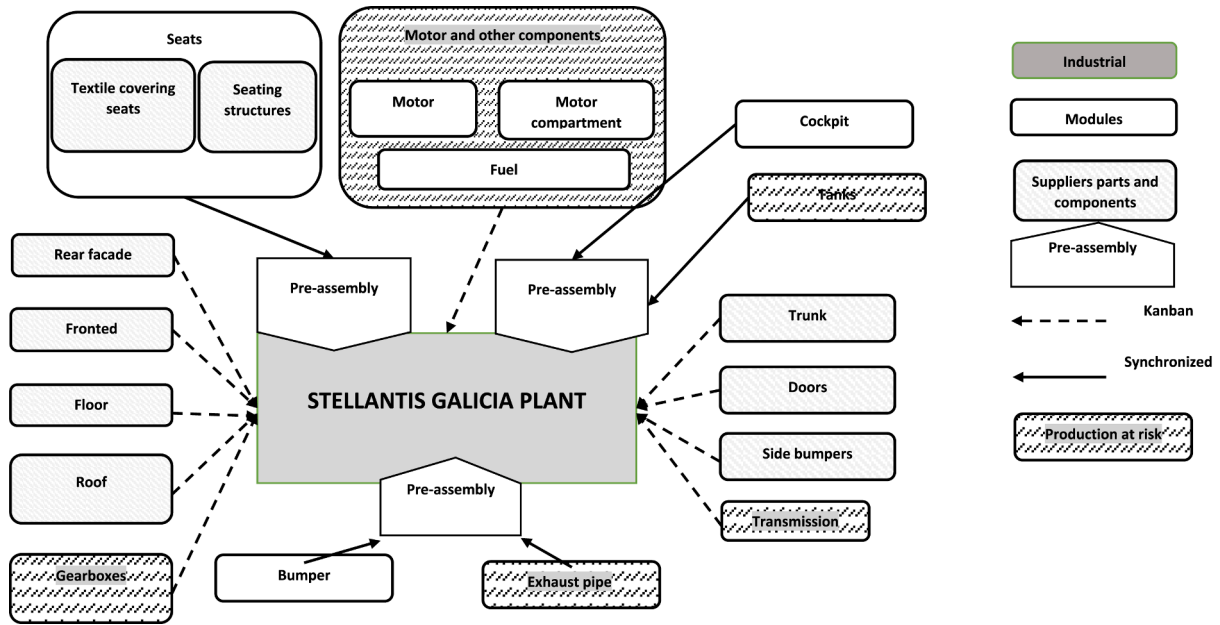 Seats
Textile covering
seats
Seating
structures
Motor and other components
Motor
Motor
compartment
Fuel
Cockpit
Tanks
Rear facade
Fronted
Floor
Roof
Gearboxes
Pre-assembly
Pre-assembly
STELLANTIS GALICIA PLANT
Pre-assembly
Bumper
Exhaust pipe
Trunk
Doors
Side bumpers
Transmission
Industrial
Modules
Suppliers parts and
components
Pre-assembly
Kanban
Synchronized
Production at risk